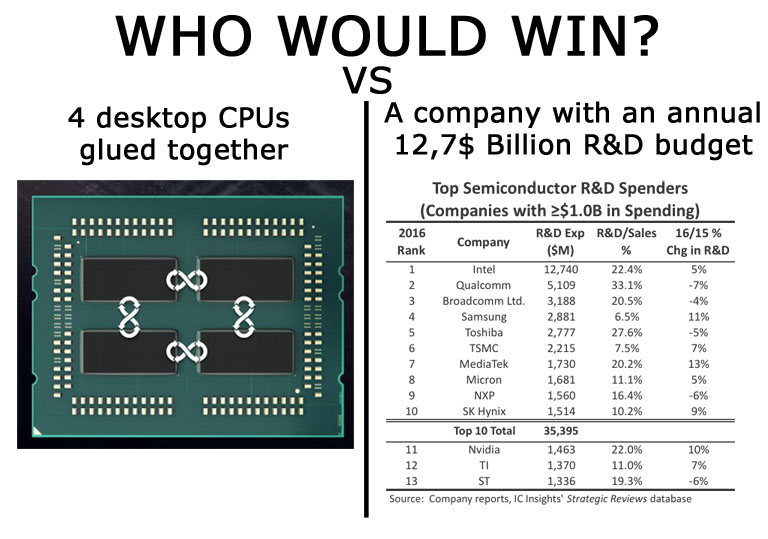 WHO WOULD WIN?
VS
4 desktop CPUs
glued together
A company with an annual
12,7$ Billion R&D budget
Top Semiconductor R&D Spenders
(Companies with ≥$1.0B in Spending)
2016 Rank Company R&D Exp ($M) R&D/Sales % 16/15 % Chg in R&D
1 Intel 12,740 22.4% 5%
2 Qualcomm 5,109 33.1% -7%
3 Broadcomm Ltd. 3,188 20.5% -4%
4 Samsung 2,881 6.5% 11%
5 Toshiba 2,777 27.6% -5%
6 TSMC 2,215 7.5% 7%
7 MediaTek 1,730 20.2% 13%
8 Micron 1,681 11.1% 5%
9 NXP 1,560 16.4% -6%
10 SK Hynix 1,514 10.2% 9%
Top 10 Total 35,395
11 Nvidia 1,463 22.0% 10%
12 TI 1,370 11.0% 7%
13 ST 1,336 19.3% -6%
Source: Company reports, IC Insights' Strategic Reviews database